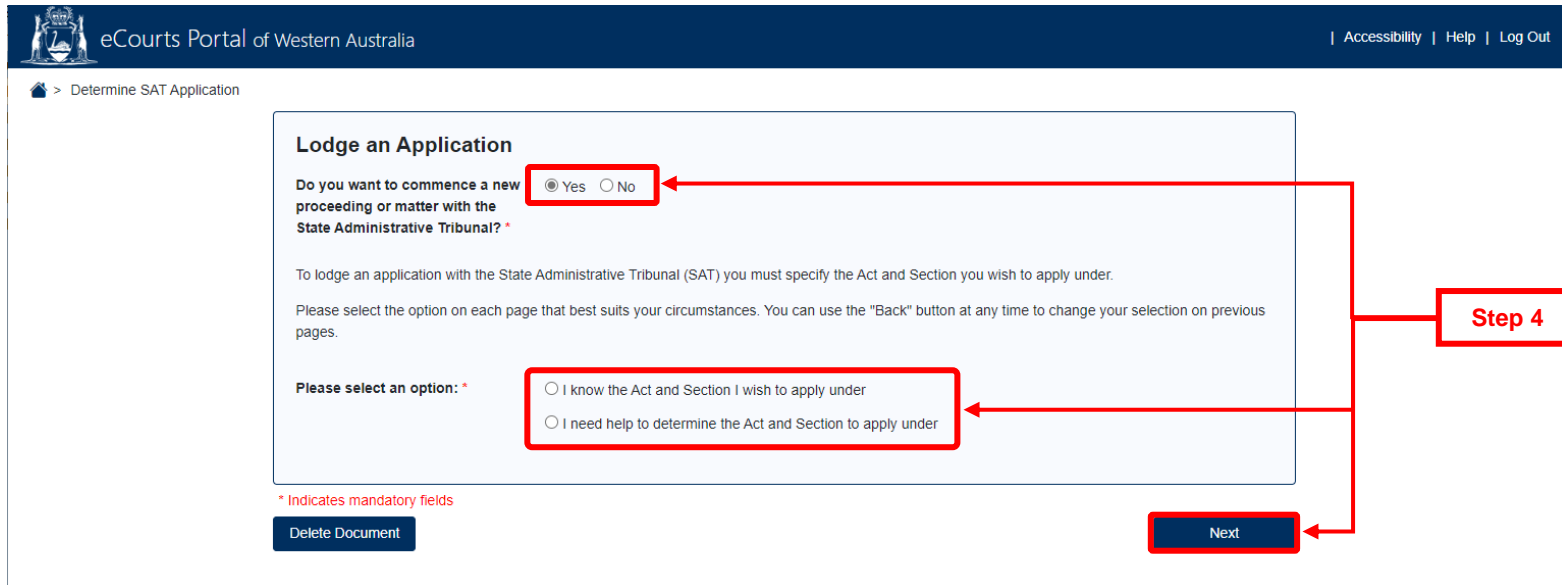 eCourts Portal of Western Australia
| Accessibility | Help | Log Out
> Determine SAT Application
Lodge an Application
Do you want to commence a new
proceeding or matter with the
State Administrative Tribunal? *
Yes No
To lodge an application with the State Administrative Tribunal (SAT) you must specify the Act and Section you wish to apply under.
Please select the option on each page that best suits your circumstances. You can use the "Back" button at any time to change your selection on previous
pages.
Step 4
Please select an option: *
I know the Act and Section I wish to apply under
I need help to determine the Act and Section to apply under
* Indicates mandatory fields
Delete Document
Next